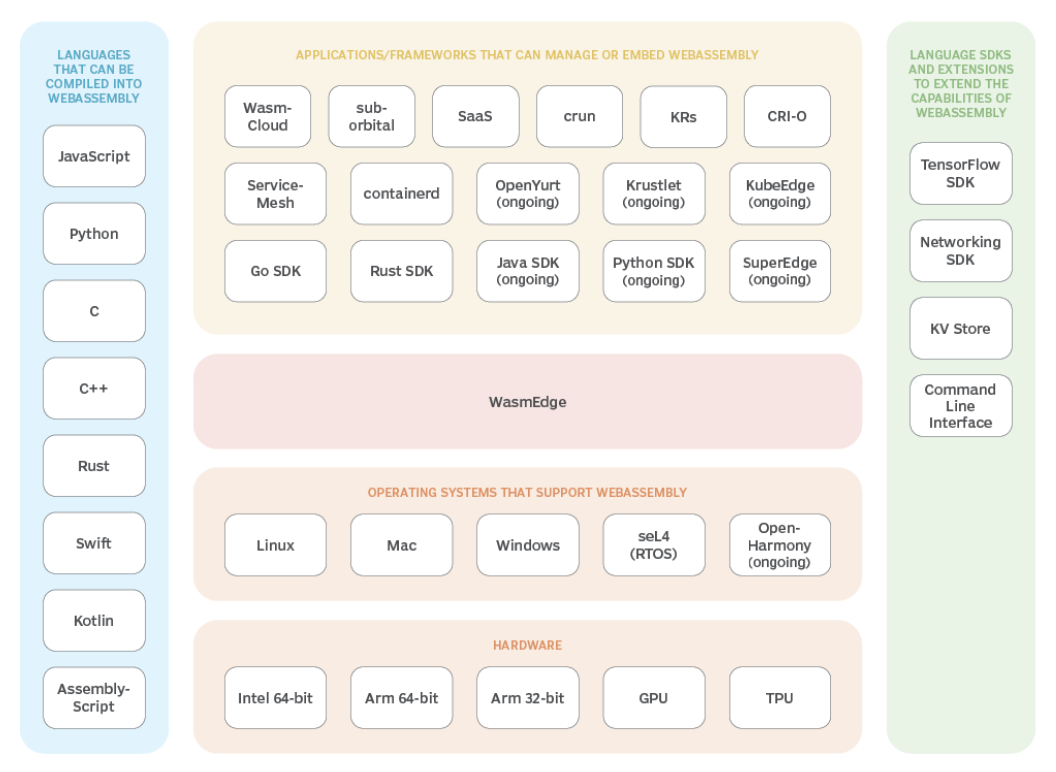 LANGUAGES
THAT CAN BE
COMPILED INTO
WEBASSEMBLY
JavaScript
Python
C
C++
Rust
Swift
Kotlin
Assembly-
Script
APPLICATIONS/FRAMEWORKS THAT CAN MANAGE OR EMBED WEBASSEMBLY
Wasm-
Cloud
sub-
orbital
SaaS
crun
KRs
CRI-O
Service-
Mesh
containerd
OpenYurt
(ongoing)
Krustlet
(ongoing)
KubeEdge
(ongoing)
Go SDK
Rust SDK
Java SDK
(ongoing)
Python SDK
(ongoing)
SuperEdge
(ongoing)
WasmEdge
OPERATING SYSTEMS THAT SUPPORT WEBASSEMBLY
Linux
Mac
Windows
seL4
(RTOS)
Open-
Harmony
(ongoing)
HARDWARE
Intel 64-bit
Arm 64-bit
Arm 32-bit
GPU
TPU
LANGUAGE SDKS
AND EXTENSIONS
TO EXTEND THE
CAPABILITIES OF
WEBASSEMBLY
TensorFlow
SDK
Networking
SDK
KV Store
Command
Line
Interface